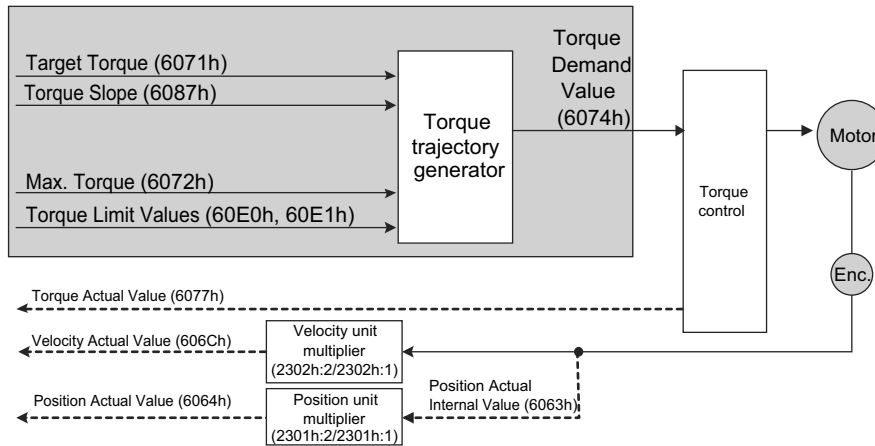 Target Torque (6071h)
Torque Slope (6087h)
Max. Torque (6072h)
Torque Limit Values (60E0h, 60E1h)
Torque
trajectory
generator
Torque
Demand
Value
(6074h)
Torque
control
Motor
Enc.
Torque Actual Value (6077h)
Velocity Actual Value (606Ch)
Velocity unit
multiplier
(2302h:2/2302h:1)
Position Actual Value (6064h)
Position unit
multiplier
(2301h:2/2301h:1)
Position Actual
Internal Value (6063h)